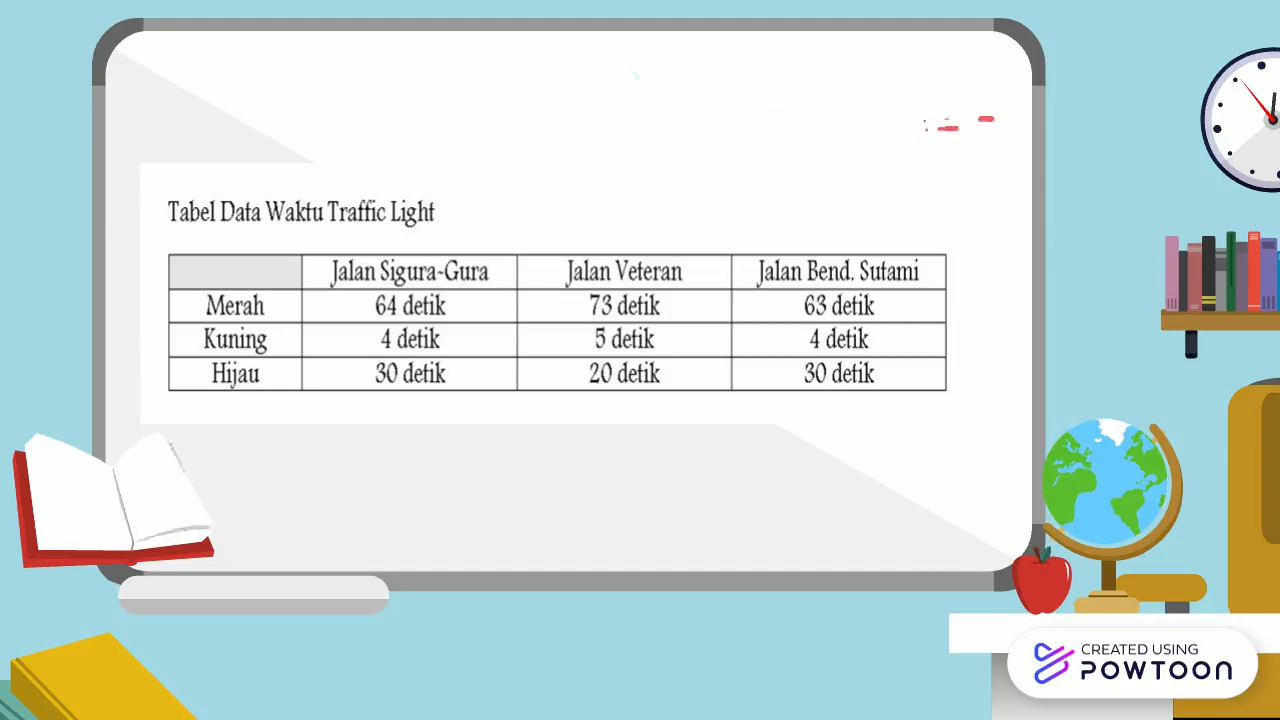 Tabel Data Waktu Traffic Light
Jalan Sigura-Gura Jalan Veteran Jalan Bend. Sutami
Merah 64 detik 73 detik 63 detik
Kuning 4 detik 5 detik 4 detik
Hijau 30 detik 20 detik 30 detik
CREATED USING
POWTOON